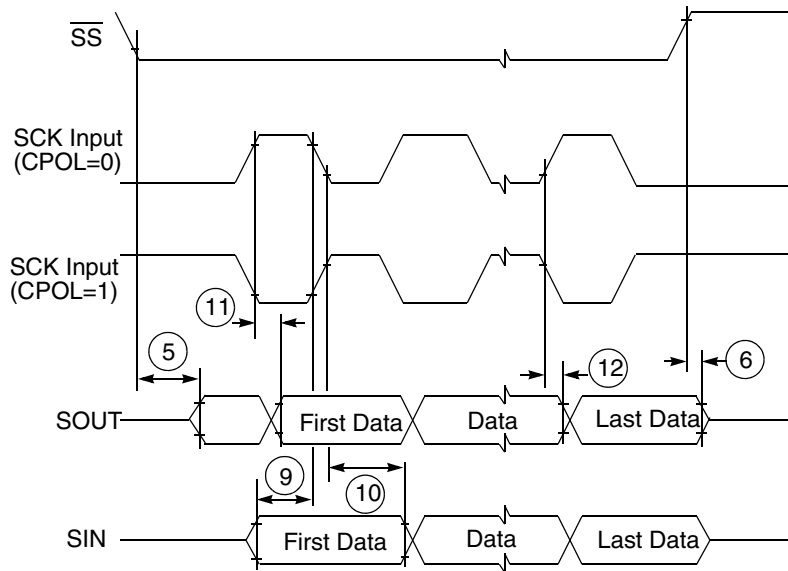 SS
SCK Input
(CPOL=0)
SCK Input
(CPOL=1)
11
5
12
6
SOUT
First Data
Data
Last Data
9
10
SIN
First Data
Data
Last Data